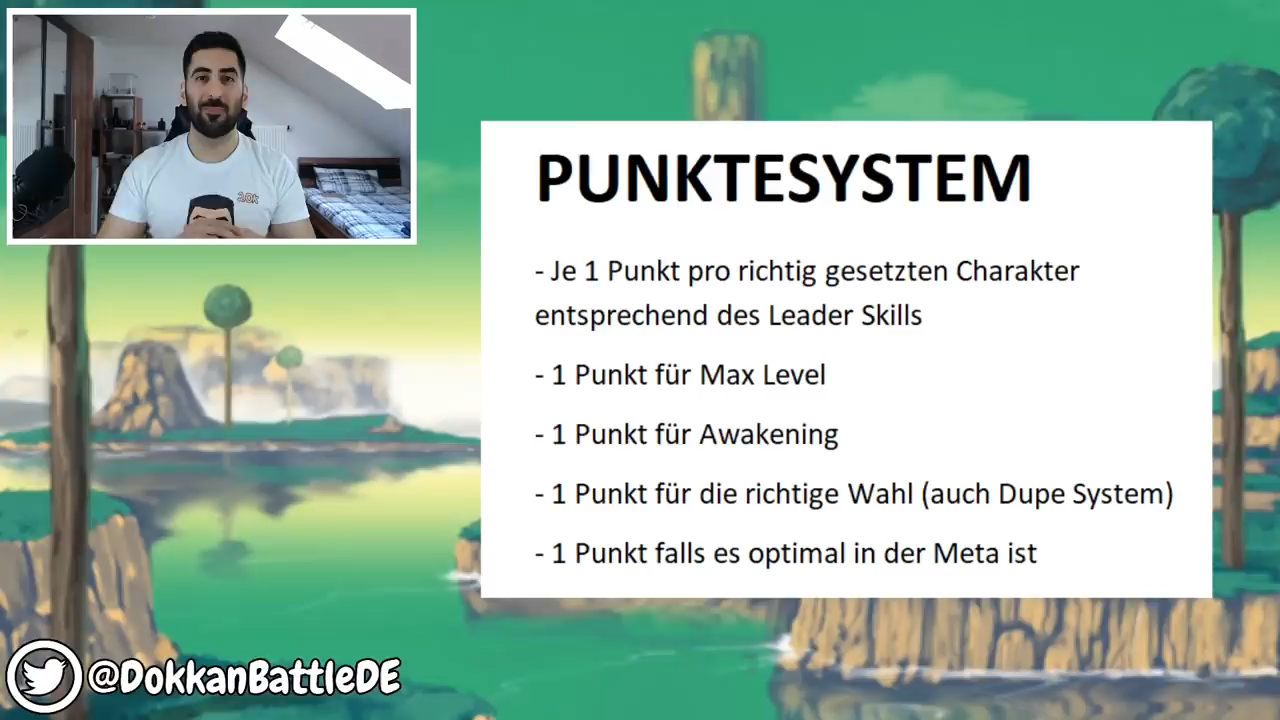 20K
PUNKTESYSTEM
- Je 1 Punkt pro richtig gesetzten Charakter
entsprechend des Leader Skills
- 1 Punkt für Max Level
- 1 Punkt für Awakening
- 1 Punkt für die richtige Wahl (auch Dupe System)
- 1 Punkt falls es optimal in der Meta ist
@DokkanBattleDE